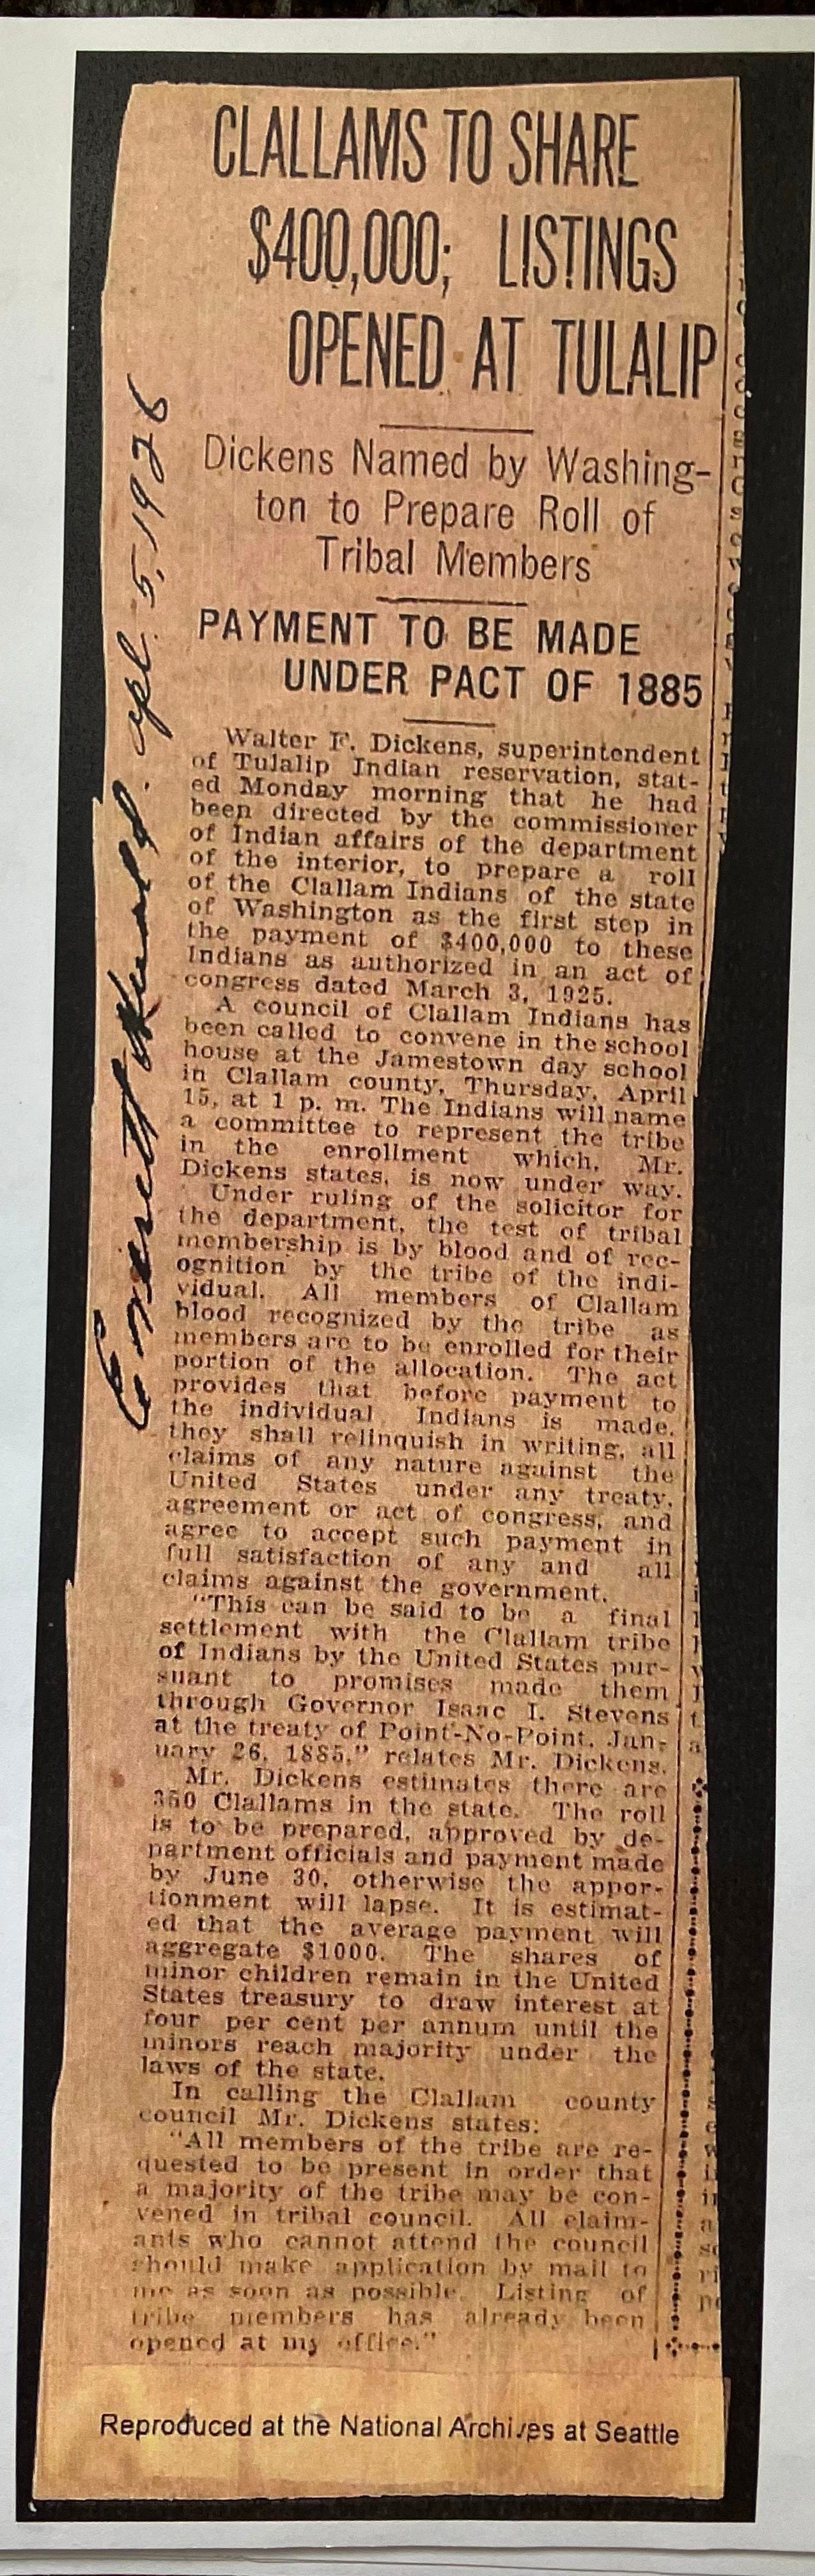 CLALLAMS TO SHARE
$400,000; LISTINGS
OPENED AT TULALIP
Dickens Named by Washing-
ton to Prepare Roll of
Tribal Members
PAYMENT TO BE MADE
UNDER PACT OF 1885
Walter F. Dickens, superintendent
of Tulalip Indian reservation, stat-
ed Monday morning that he had
been directed by the commissioner
of Indian affairs of the department
of the interior, to prepare a roll
of the Clallam Indians of the state
of Washington as the first step in
the payment of $400,000 to these
Indians as authorized in an act of
congress dated March 3, 1925.
A council of Clallam Indians has
been called to convene in the school
house at the Jamestown day school
in Clallam county, Thursday, April
15, at 1 p. m. The Indians will name
a committee to represent the tribe
in the enrollment which, Mr.
Dickens states, is now under way.
Under ruling of the solicitor for
the department, the test of tribal
membership is by blood and of rec-
ognition by the tribe of the indi-
vidual. All members of Clallam
blood recognized by the tribe as
members are to be enrolled for their
portion of the allocation. The act
provides that before payment to
the individual Indians is made,
they shall relinquish in writing, all
claims of any nature against the
United States under any treaty,
agreement or act of congress, and
agree to accept such payment in
full satisfaction of any and all
claims against the government.
"This can be said to be a final
settlement with the Clallam tribe
of Indians by the United States pur-
suant to promises made them
through Governor Isaac I. Stevens
at the treaty of Point-No-Point, Jan-
uary 26, 1885," relates Mr. Dickens.
Mr. Dickens estimates there are
350 Clallams in the state. The roll
is to be prepared, approved by de-
partment officials and payment made
by June 30, otherwise the appor-
tionment will lapse. It is estimat-
ed that the average payment will
aggregate $1000. The shares of
minor children remain in the United
States treasury to draw interest at
four per cent per annum until the
minors reach majority under the
laws of the state.
In calling the Clallam county
council Mr. Dickens states:
"All members of the tribe are re-
quested to be present in order that
a majority of the tribe may be con-
vened in tribal council. All claim-
ants who cannot attend the council
should make application by mail to
me as soon as possible. Listing of
tribe members has already been
opened at my office."
Everett Herald. Apl. 5, 1926
Reproduced at the National Archives at Seattle